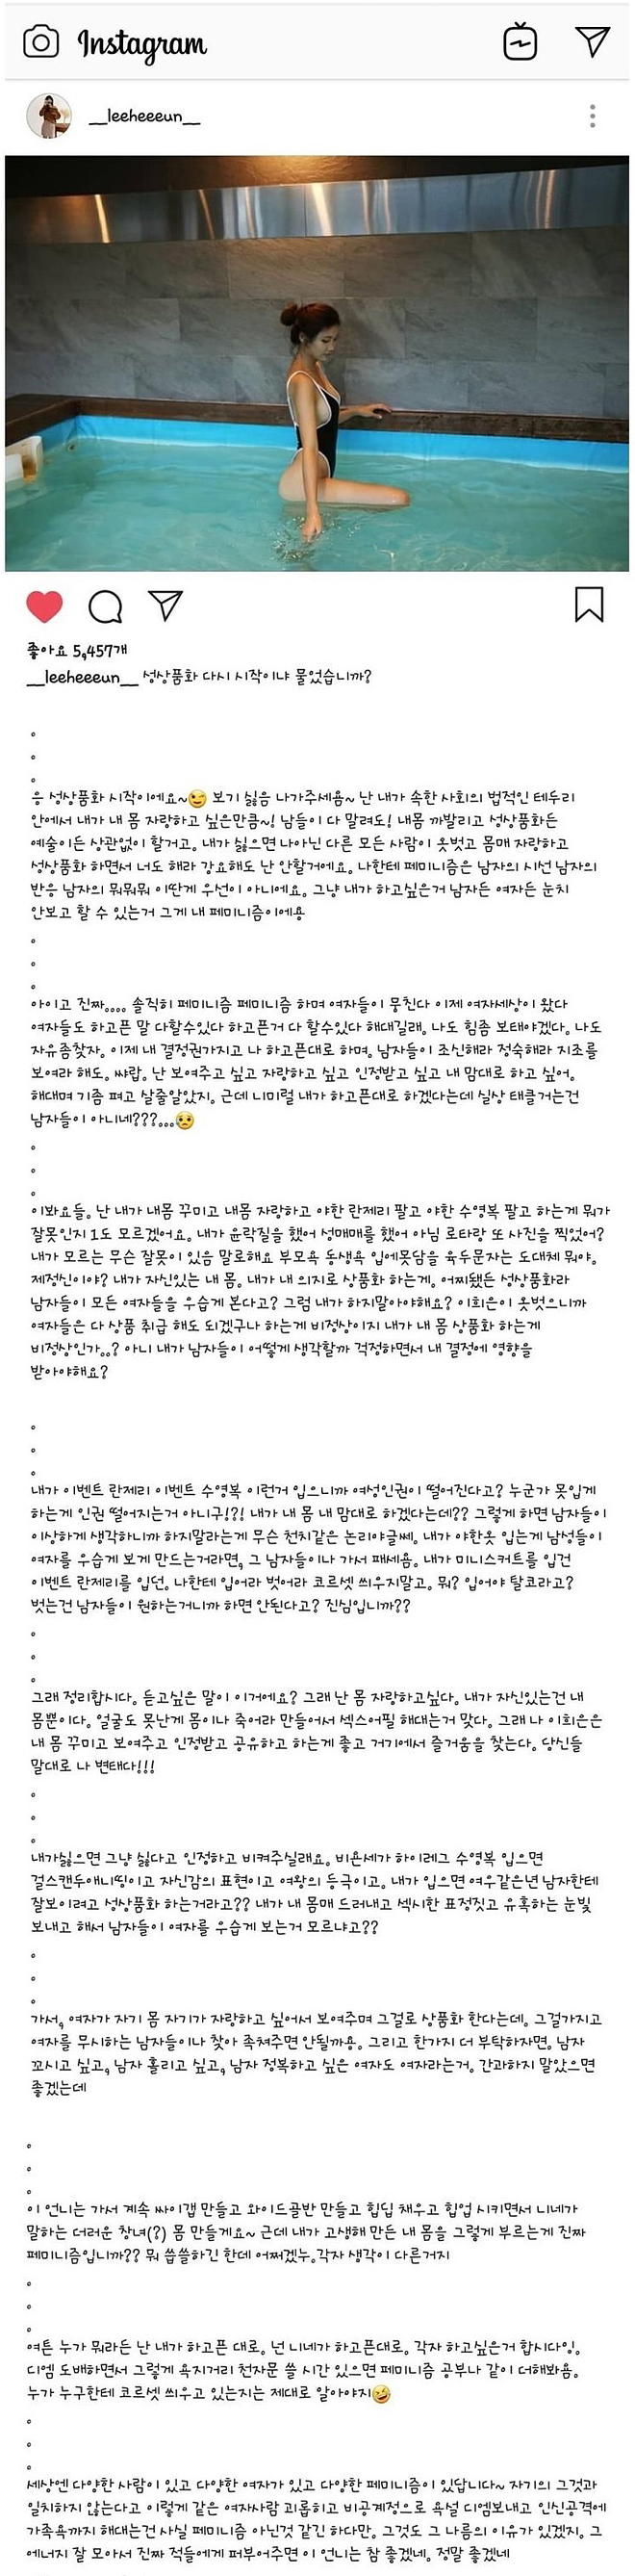 Instagram
__leeheeeun__
좋아요 5,457개
__leeheeeun__ 성상품화 다시 시작이냐 물었습니까?
.
.
.
응 성상품화 시작이에요~😉 보기 싫음 나가주세욤~ 난 내가 속한 사회의 법적인 테두리
안에서 내가 내 몸 자랑하고 싶은만큼~! 남들이 다 말려도! 내몸 까발리고 성상품화든
예술이든 상관없이 할거고. 내가 싫으면 나아닌 다른 모든 사람이 옷벗고 몸매 자랑하고
성상품화 하면서 너도 해라 강요해도 난 안할거에요. 나한테 페미니즘은 남자의 시선 남자의
반응 남자의 뭐뭐뭐 이딴게 우선이 아니에요. 그냥 내가 하고싶은거 남자든 여자든 눈치
안보고 할 수 있는거 그게 내 페미니즘이에용
.
.
.
아이고 진짜.... 솔직히 페미니즘 페미니즘 하며 여자들이 뭉친다 이제 여자세상이 왔다
여자들도 하고픈 말 다할수있다 하고픈거 다 할수있다 해대길래. 나도 힘좀 보태야겠다. 나도
자유좀찾자. 이제 내 결정권가지고 나 하고픈대로 하며. 남자들이 조신해라 정숙해라 지조를
보여라 해도. 쌰랍. 난 보여주고 싶고 자랑하고 싶고 인정받고 싶고 내 맘대로 하고 싶어.
해대며 기좀 펴고 살줄알았지. 근데 니미럴 내가 하고픈대로 하겠다는데 실상 태클거는건
남자들이 아니네???...😥
.
.
.
이봐요들. 난 내가 내몸 꾸미고 내몸 자랑하고 야한 란제리 팔고 야한 수영복 팔고 하는게 뭐가
잘못인지 1도 모르겠어요. 내가 윤락질을 했어 성매매를 했어 아님 로타랑 또 사진을 찍었어?
내가 모르는 무슨 잘못이 있음 말로해요 부모욕 동생욕 입에못담을 육두문자는 도대체 뭐야.
제정신이야? 내가 자신있는 내 몸. 내가 내 의지로 상품화 하는게. 어찌됐든 성상품화라
남자들이 모든 여자들을 우습게 본다고? 그럼 내가 하지말아야해요? 이희은이 옷벗으니까
여자들은 다 상품 취급 해도 되겠구나 하는게 비정상이지 내가 내 몸 상품화 하는게
비정상인가..? 아니 내가 남자들이 어떻게 생각할까 걱정하면서 내 결정에 영향을
받아야해요?
.
.
.
내가 이벤트 란제리 이벤트 수영복 이런거 입으니까 여성인권이 떨어진다고? 누군가 못입게
하는게 인권 떨어지는거 아니구!?! 내가 내 몸 내 맘대로 하겠다는데?? 그렇게 하면 남자들이
이상하게 생각하니까 하지말라는게 무슨 천치같은 논리야글쎄. 내가 야한옷 입는게 남성들이
여자를 우습게 보게 만드는거라면, 그 남자들이나 가서 패세욤. 내가 미니스커트를 입건
이벤트 란제리를 입던. 나한테 입어라 벗어라 코르셋 씌우지말고. 뭐? 입어야 탈코라고?
벗는건 남자들이 원하는거니까 하면 안된다고? 진심입니까??
.
.
.
그래 정리합시다. 듣고싶은 말이 이거에요? 그래 난 몸 자랑하고싶다. 내가 자신있는건 내
몸뿐이다. 얼굴도 못난게 몸이나 죽어라 만들어서 섹스어필 해대는거 맞다. 그래 나 이희은은
내 몸 꾸미고 보여주고 인정받고 공유하고 하는게 좋고 거기에서 즐거움을 찾는다. 당신들
말대로 나 변태다!!!
.
.
.
내가싫으면 그냥 싫다고 인정하고 비켜주실래요. 비욘세가 하이레그 수영복 입으면
걸스캔두애니띵이고 자신감의 표현이고 여왕의 등극이고. 내가 입으면 여우같은년 남자한테
잘보이려고 성상품화 하는거라고?? 내가 내 몸매 드러내고 섹시한 표정짓고 유혹하는 눈빛
보내고 해서 남자들이 여자를 우습게 보는거 모르냐고??
.
.
.
가서, 여자가 자기 몸 자기가 자랑하고 싶어서 보여주며 그걸로 상품화 한다는데. 그걸가지고
여자를 무시하는 남자들이나 찾아 족쳐주면 안될까용. 그리고 한가지 더 부탁하자면. 남자
꼬시고 싶고, 남자 홀리고 싶고, 남자 정복하고 싶은 여자도 여자라는거. 간과하지 말았으면
좋겠는데
.
.
.
이 언니는 가서 계속 싸이갭 만들고 와이드골반 만들고 힙딥 채우고 힙업 시키면서 니네가
말하는 더러운 창녀(?) 몸 만들게요~ 근데 내가 고생해 만든 내 몸을 그렇게 부르는게 진짜
페미니즘입니까?? 뭐 씁쓸하긴 한데 어쩌겠누.각자 생각이 다른거지
.
.
.
여튼 누가 뭐라든 난 내가 하고픈 대로. 넌 니네가 하고픈대로. 각자 하고싶은거 합시다잉.
디엠 도배하면서 그렇게 욕지거리 천자문 쓸 시간 있으면 페미니즘 공부나 같이 더해봐욤.
누가 누구한테 코르셋 씌우고 있는지는 제대로 알아야지🤣
.
.
.
세상엔 다양한 사람이 있고 다양한 여자가 있고 다양한 페미니즘이 있답니다~ 자기의 그것과
일치하지 않는다고 이렇게 같은 여자사람 괴롭히고 비공계정으로 욕설 디엠보내고 인신공격에
가족욕까지 해대는건 사실 페미니즘 아닌것 같긴 하다만. 그것도 그 나름의 이유가 있겠지. 그
에너지 잘 모아서 진짜 적들에게 퍼부어주면 이 언니는 참 좋겠네. 정말 좋겠네